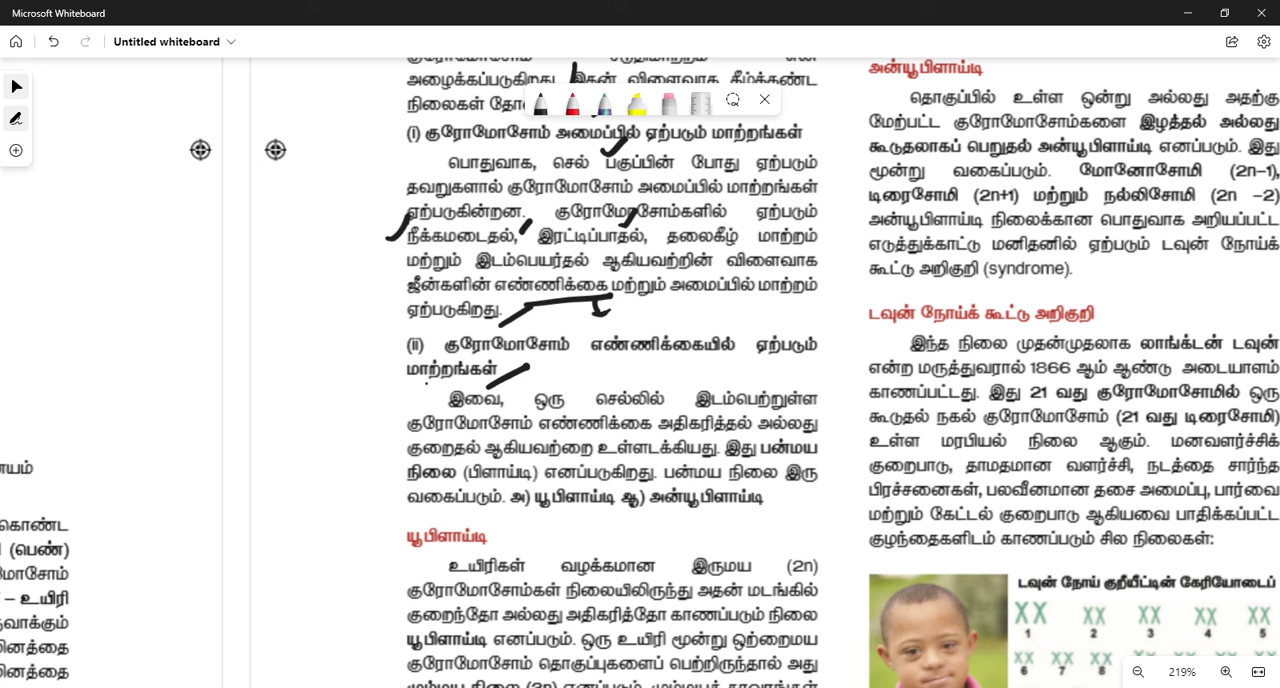 Microsoft Whiteboard
Untitled whiteboard
அழைக்கப்படுகிறது. இதன் விளைவாக கீழ்க்கண்ட
நிலைகள்
(i) குரோமோசோம் அமைப்பில் ஏற்படும் மாற்றங்கள்
பொதுவாக, செல் பகுப்பின் போது ஏற்படும்
தவறுகளால் குரோமோசோம் அமைப்பில் மாற்றங்கள்
ஏற்படுகின்றன. குரோமோசோம்களில் ஏற்படும்
நீக்கமடைதல், இரட்டிப்பாதல், தலைகீழ் மாற்றம்
மற்றும் இடம்பெயர்தல் ஆகியவற்றின் விளைவாக
ஜீன்களின் எண்ணிக்கை மற்றும் அமைப்பில் மாற்றம்
ஏற்படுகிறது.
(ii) குரோமோசோம் எண்ணிக்கையில் ஏற்படும்
மாற்றங்கள்
இவை, ஒரு செல்லில் இடம்பெற்றுள்ள
குரோமோசோம் எண்ணிக்கை அதிகரித்தல் அல்லது
குறைதல் ஆகியவற்றை உள்ளடக்கியது. இது பன்மய
நிலை (பிளாய்டி) எனப்படுகிறது. பன்மய நிலை இரு
வகைப்படும். அ) யூபிளாய்டி ஆ) அன்யூபிளாய்டி
யூபிளாய்டி
உயிரிகள் வழக்கமான இருமய (2n)
குரோமோசோம்கள் நிலையிலிருந்து அதன் மடங்கில்
குறைந்தோ அல்லது அதிகரித்தோ காணப்படும் நிலை
யூபிளாய்டி எனப்படும். ஒரு உயிரி மூன்று ஒற்றைமய
குரோமோசோம் தொகுப்புகளைப் பெற்றிருந்தால் அது
அன்யூபிளாய்டி
தொகுப்பில் உள்ள ஒன்று அல்லது அதற்கு
மேற்பட்ட குரோமோசோம்களை இழத்தல் அல்லது
கூடுதலாகப் பெறுதல் அன்யூபிளாய்டி எனப்படும். இது
மூன்று வகைப்படும். மோனோசோமி (2n–1),
டிரைசோமி (2n+1) மற்றும் நல்லிசோமி (2n –2)
அன்யூபிளாய்டி நிலைக்கான பொதுவாக அறியப்பட்ட
எடுத்துக்காட்டு மனிதனில் ஏற்படும் டவுன் நோய்க்
கூட்டு அறிகுறி (syndrome).
டவுன் நோய்க் கூட்டு அறிகுறி
இந்த நிலை முதன்முதலாக லாங்க்டன் டவுன்
என்ற மருத்துவரால் 1866 ஆம் ஆண்டு அடையாளம்
காணப்பட்டது. இது 21 வது குரோமோசோமில் ஒரு
கூடுதல் நகல் குரோமோசோம் (21 வது டிரைசோமி)
உள்ள மரபியல் நிலை ஆகும். மனவளர்ச்சிக்
குறைபாடு, தாமதமான வளர்ச்சி, நடத்தை சார்ந்த
பிரச்சனைகள், பலவீனமான தசை அமைப்பு, பார்வை
மற்றும் கேட்டல் குறைபாடு ஆகியவை பாதிக்கப்பட்ட
குழந்தைகளிடம் காணப்படும் சில நிலைகள்:
டவுன் நோய் குறியீட்டின் கேரியோடைப்
1 2 3 4 5
6 7 8
கொண்ட
(பெண்)
– உயிரி
219%